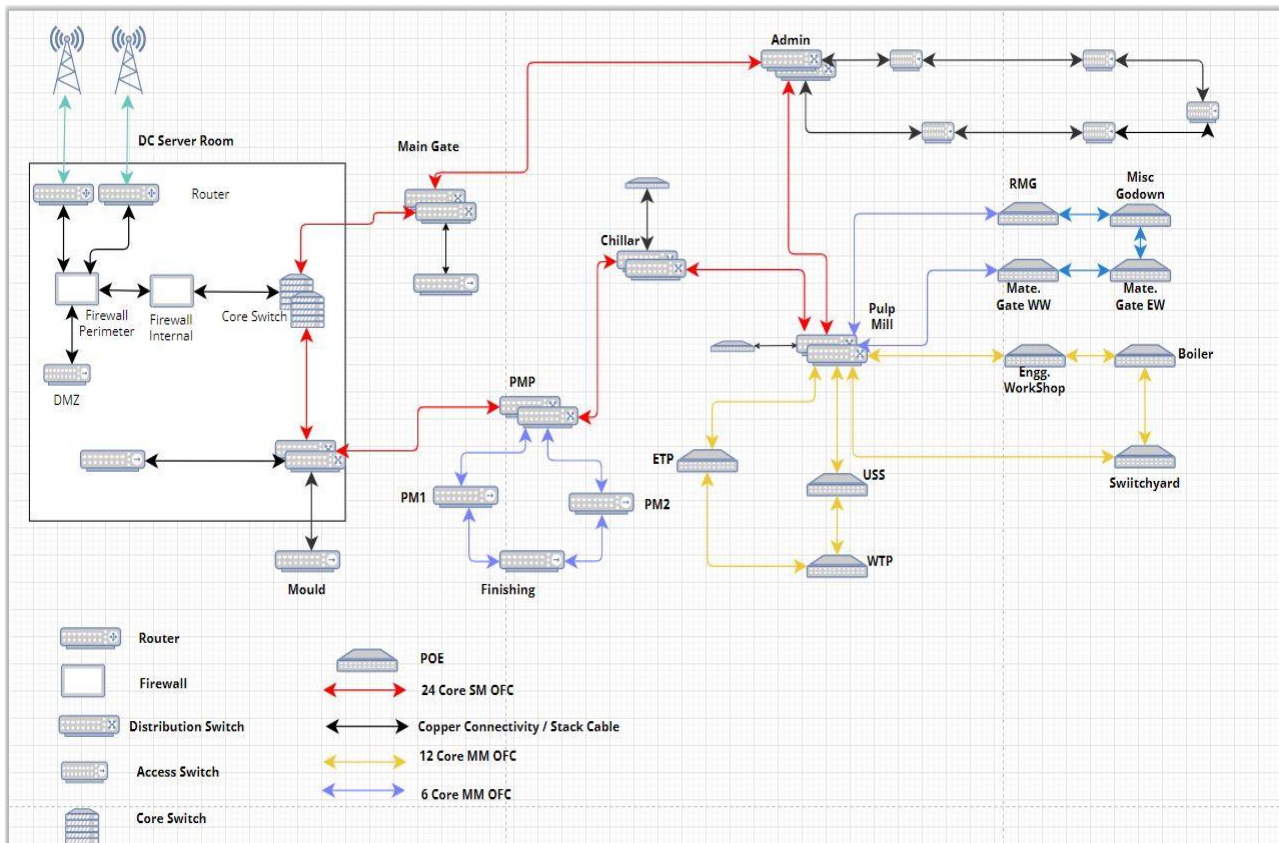 Admin
DC Server Room
Main Gate
Router
RMG
Misc
Godown
Chillar
Firewall
Perimeter
Firewall
Internal
Core Switch
Mate.
Gate WW
Mate.
Gate EW
Pulp
Mill
DMZ
PMP
Engg.
WorkShop
Boiler
ETP
USS
Swiitchyard
PM1
PM2
WTP
Mould
Finishing
Router
Firewall
Distribution Switch
Access Switch
Core Switch
POE
24 Core SM OFC
Copper Connectivity / Stack Cable
12 Core MM OFC
6 Core MM OFC